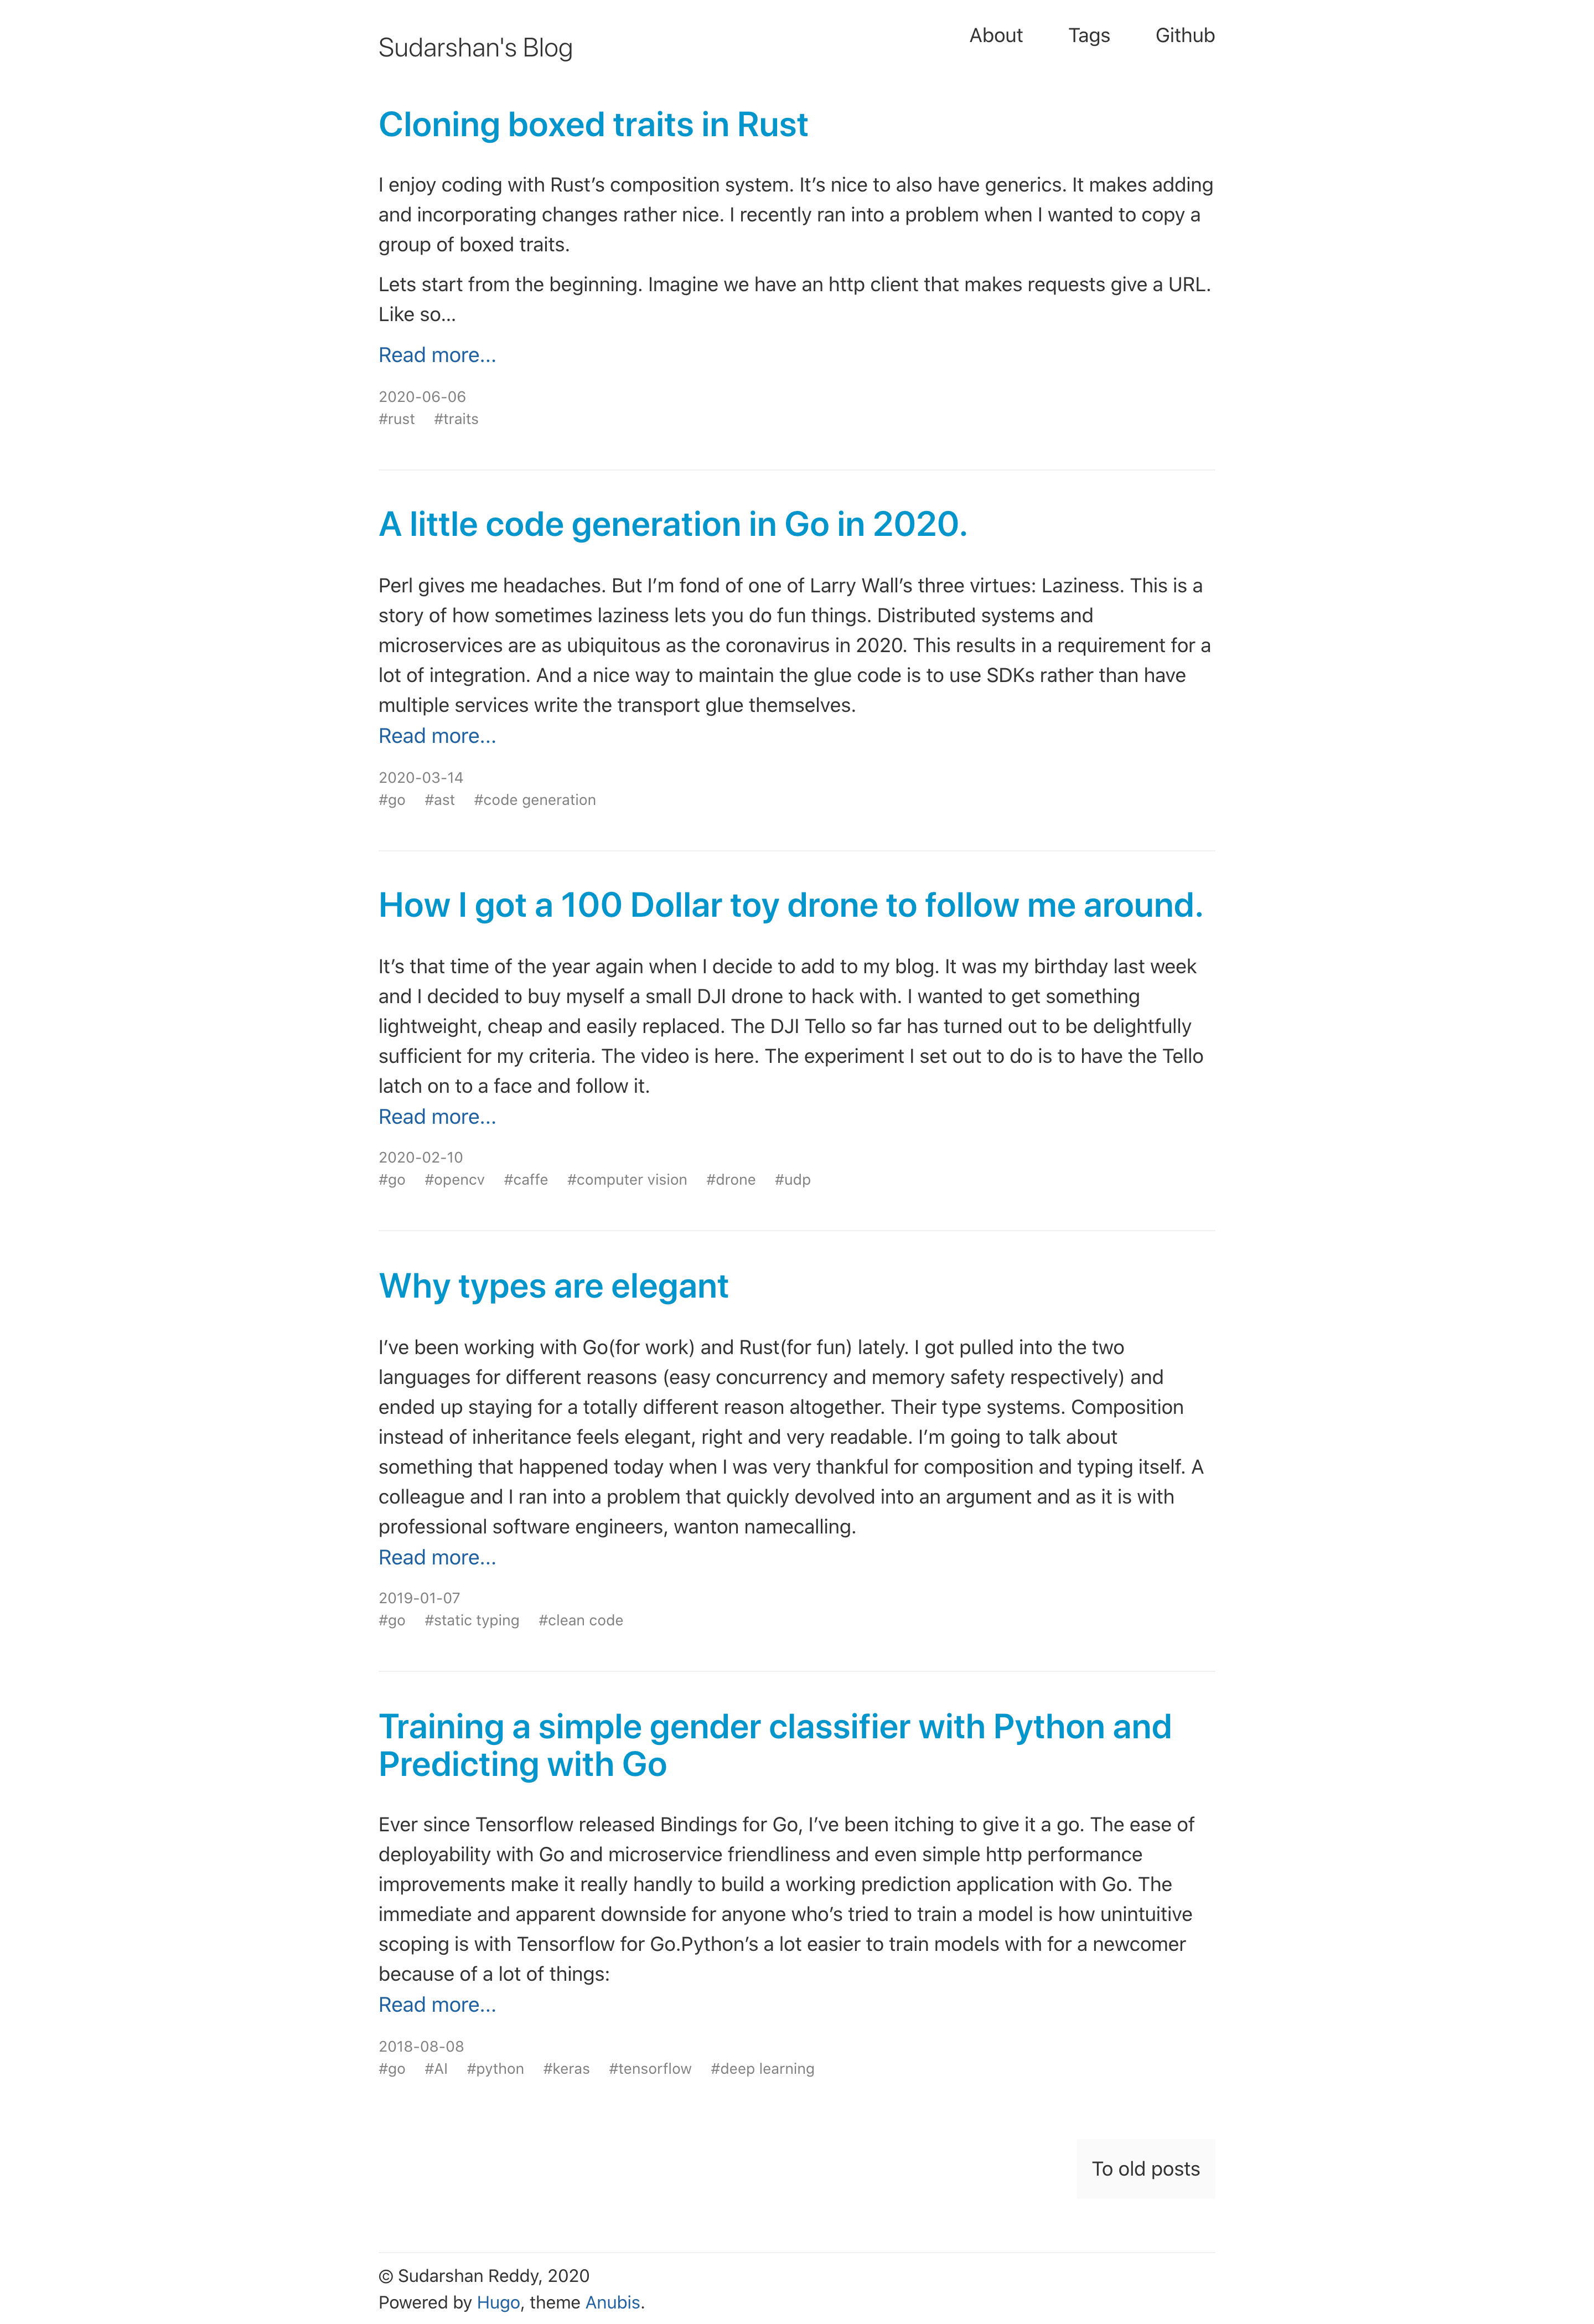 Sudarshan's Blog
About Tags Github
Cloning boxed traits in Rust
I enjoy coding with Rust’s composition system. It’s nice to also have generics. It makes adding
and incorporating changes rather nice. I recently ran into a problem when I wanted to copy a
group of boxed traits.
Lets start from the beginning. Imagine we have an http client that makes requests give a URL.
Like so…
Read more...
2020-06-06
#rust #traits
A little code generation in Go in 2020.
Perl gives me headaches. But I’m fond of one of Larry Wall’s three virtues: Laziness. This is a
story of how sometimes laziness lets you do fun things. Distributed systems and
microservices are as ubiquitous as the coronavirus in 2020. This results in a requirement for a
lot of integration. And a nice way to maintain the glue code is to use SDKs rather than have
multiple services write the transport glue themselves.
Read more...
2020-03-14
#go #ast #code generation
How I got a 100 Dollar toy drone to follow me around.
It’s that time of the year again when I decide to add to my blog. It was my birthday last week
and I decided to buy myself a small DJI drone to hack with. I wanted to get something
lightweight, cheap and easily replaced. The DJI Tello so far has turned out to be delightfully
sufficient for my criteria. The video is here. The experiment I set out to do is to have the Tello
latch on to a face and follow it.
Read more...
2020-02-10
#go #opencv #caffe #computer vision #drone #udp
Why types are elegant
I’ve been working with Go(for work) and Rust(for fun) lately. I got pulled into the two
languages for different reasons (easy concurrency and memory safety respectively) and
ended up staying for a totally different reason altogether. Their type systems. Composition
instead of inheritance feels elegant, right and very readable. I’m going to talk about
something that happened today when I was very thankful for composition and typing itself. A
colleague and I ran into a problem that quickly devolved into an argument and as it is with
professional software engineers, wanton namecalling.
Read more...
2019-01-07
#go #static typing #clean code
Training a simple gender classifier with Python and
Predicting with Go
Ever since Tensorflow released Bindings for Go, I’ve been itching to give it a go. The ease of
deployability with Go and microservice friendliness and even simple http performance
improvements make it really handly to build a working prediction application with Go. The
immediate and apparent downside for anyone who’s tried to train a model is how unintuitive
scoping is with Tensorflow for Go.Python’s a lot easier to train models with for a newcomer
because of a lot of things:
Read more...
2018-08-08
#go #AI #python #keras #tensorflow #deep learning
To old posts
© Sudarshan Reddy, 2020
Powered by Hugo, theme Anubis.